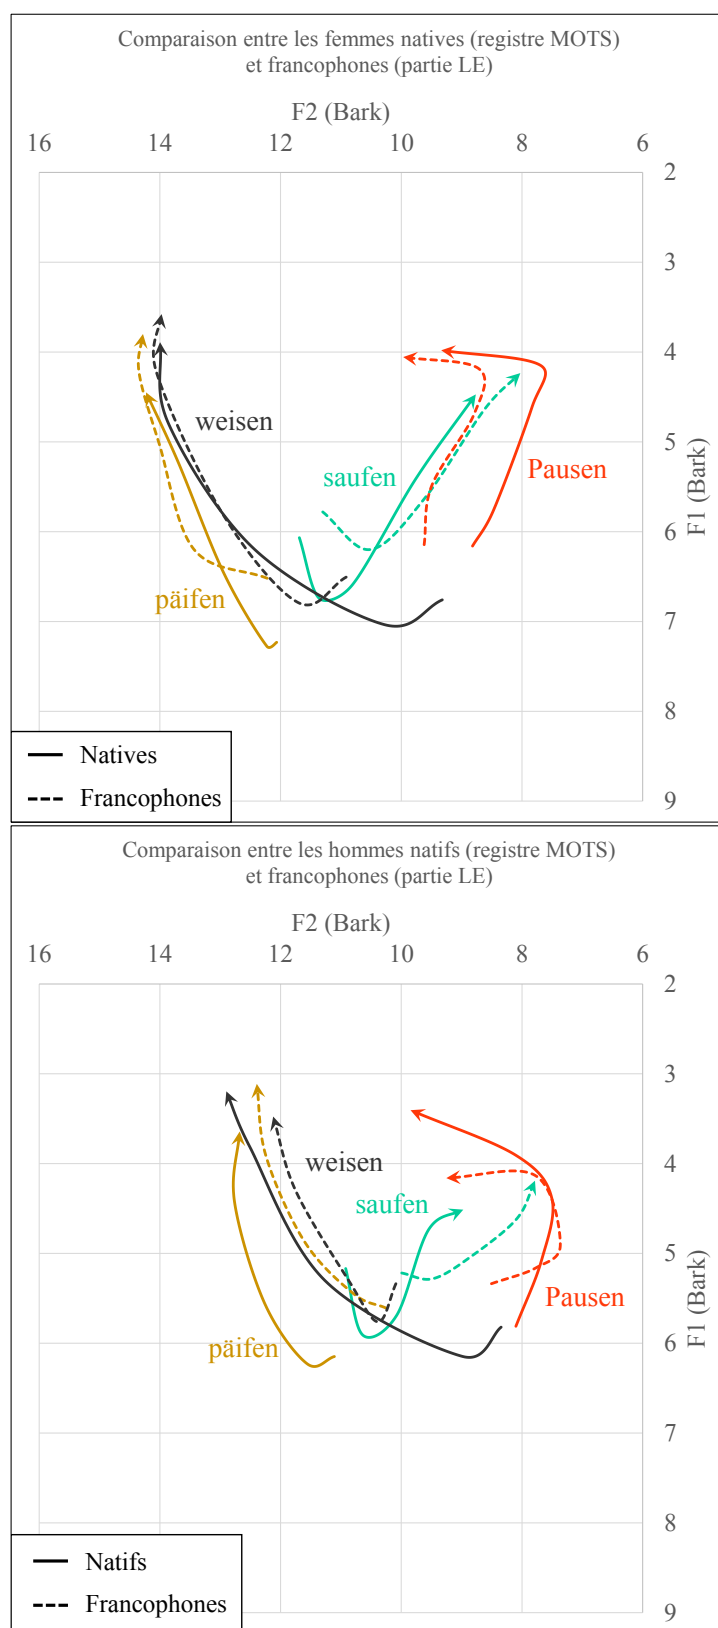 Comparaison entre les femmes natives (registre MOTS)
et francophones (partie LE)
F2 (Bark)
16 14 12 10 8 6
2
3
4
5
6
7
8
9
F1 (Bark)
weisen
saufen
Pausen
päifen
Natives
Francophones
Comparaison entre les hommes natifs (registre MOTS)
et francophones (partie LE)
F2 (Bark)
16 14 12 10 8 6
2
3
4
5
6
7
8
9
F1 (Bark)
weisen
saufen
Pausen
päifen
Natifs
Francophones